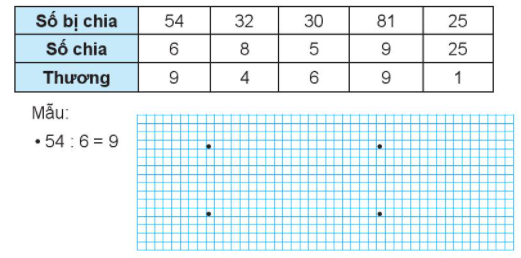 Số bị chia 54 32 30 81 25
Số chia 6 8 5 9 25
Thương 9 4 6 9 1
Mẫu:
• 54 : 6 = 9